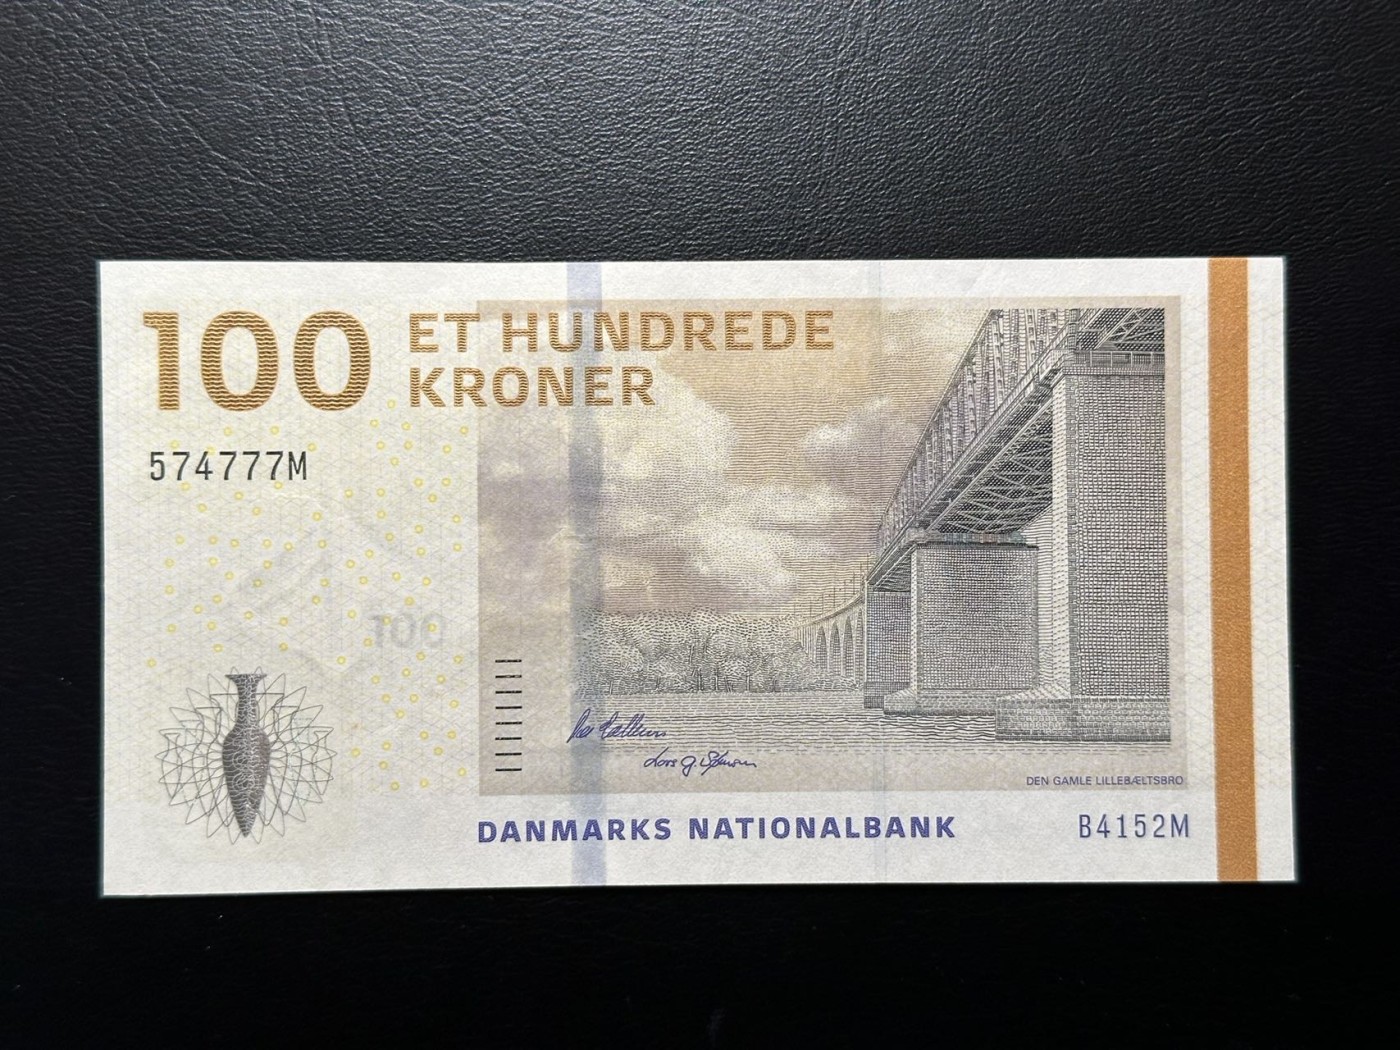 100
ET HUNDREDE
KRONER
574777M
100
DEN GAMLE LILLEBÆLTSBRO
DANMARKS NATIONALBANK
B4152M